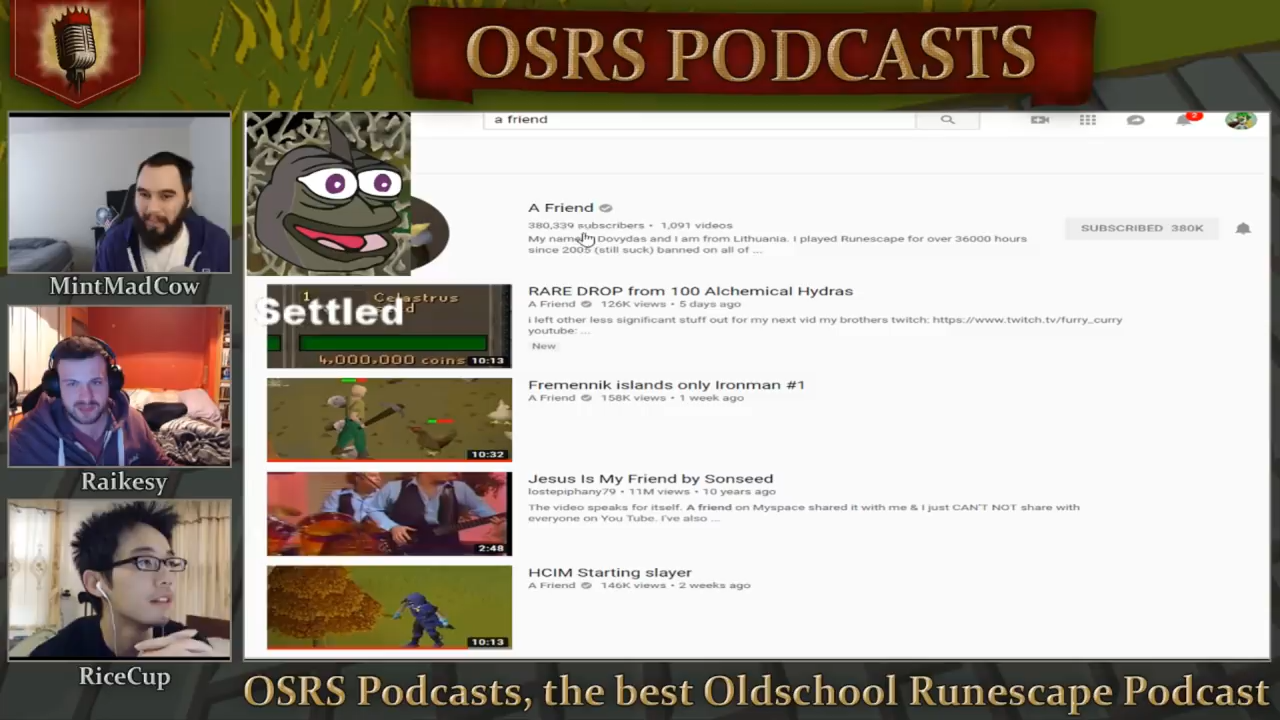 OSRS PODCASTS
MintMadCow
Raikesy
RiceCup
a friend
2
A Friend
380,339 subscribers • 1,091 videos
My name is Dovydas and I am from Lithuania. I played Runescape for over 36000 hours
since 2005 (still suck) banned on all of ...
SUBSCRIBED 380K
Settled
1
Celastrus
4,000,000 coins
10:13
RARE DROP from 100 Alchemical Hydras
A Friend 126K views • 5 days ago
i left other less significant stuff out for my next vid my brothers twitch: https://www.twitch.tv/furry_curry
youtube: ...
New
10:32
Fremennik islands only Ironman #1
A Friend 158K views • 1 week ago
2:48
Jesus Is My Friend by Sonseed
lostepiphany79 • 11M views • 10 years ago
The video speaks for itself. A friend on Myspace shared it with me & I just CAN'T NOT share with
everyone on You Tube. I've also ...
10:13
HCIM Starting slayer
A Friend 146K views • 2 weeks ago
OSRS Podcasts, the best Oldschool Runescape Podcast